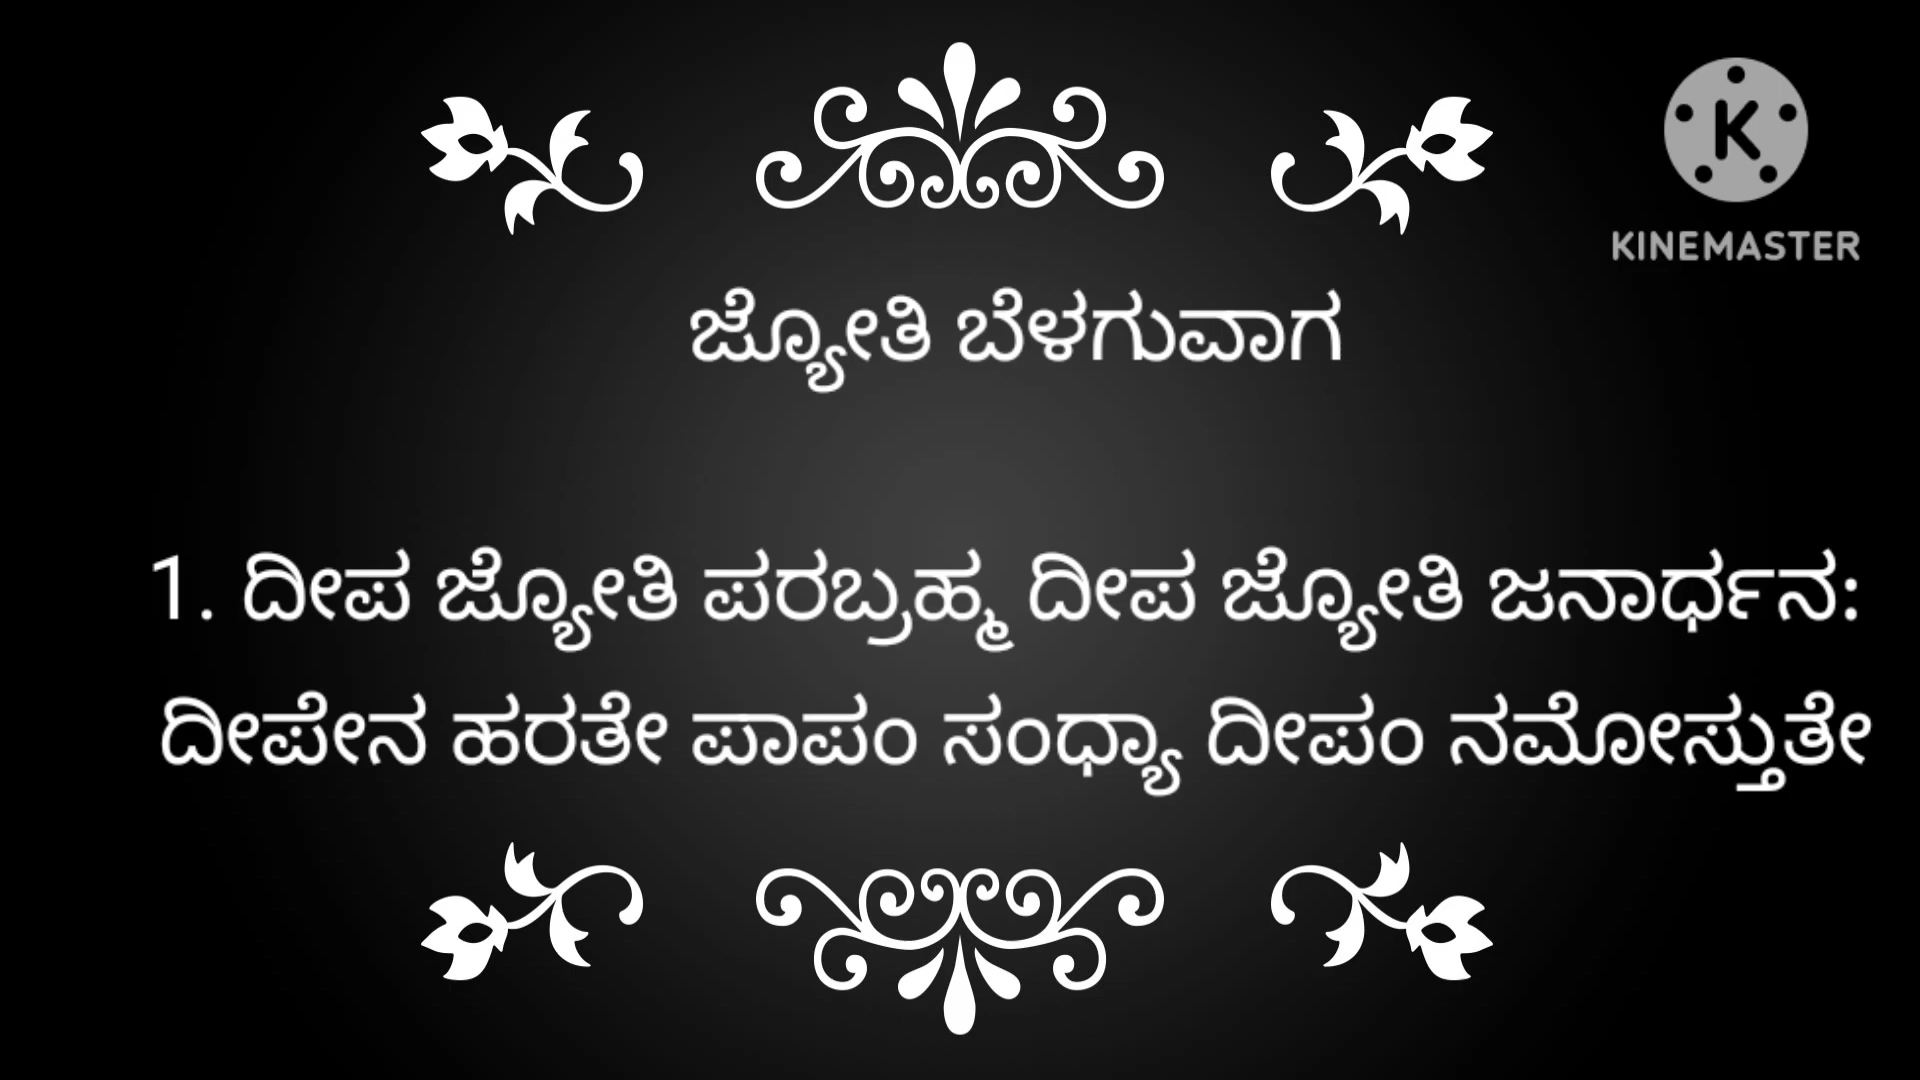 KINEMASTER
ಜ್ಯೋತಿ ಬೆಳಗುವಾಗ
1. ದೀಪ ಜ್ಯೋತಿ ಪರಬ್ರಹ್ಮ ದೀಪ ಜ್ಯೋತಿ ಜನಾರ್ಧನ:
ದೀಪೇನ ಹರತೇ ಪಾಪಂ ಸಂಧ್ಯಾ ದೀಪಂ ನಮೋಸ್ತುತೇ